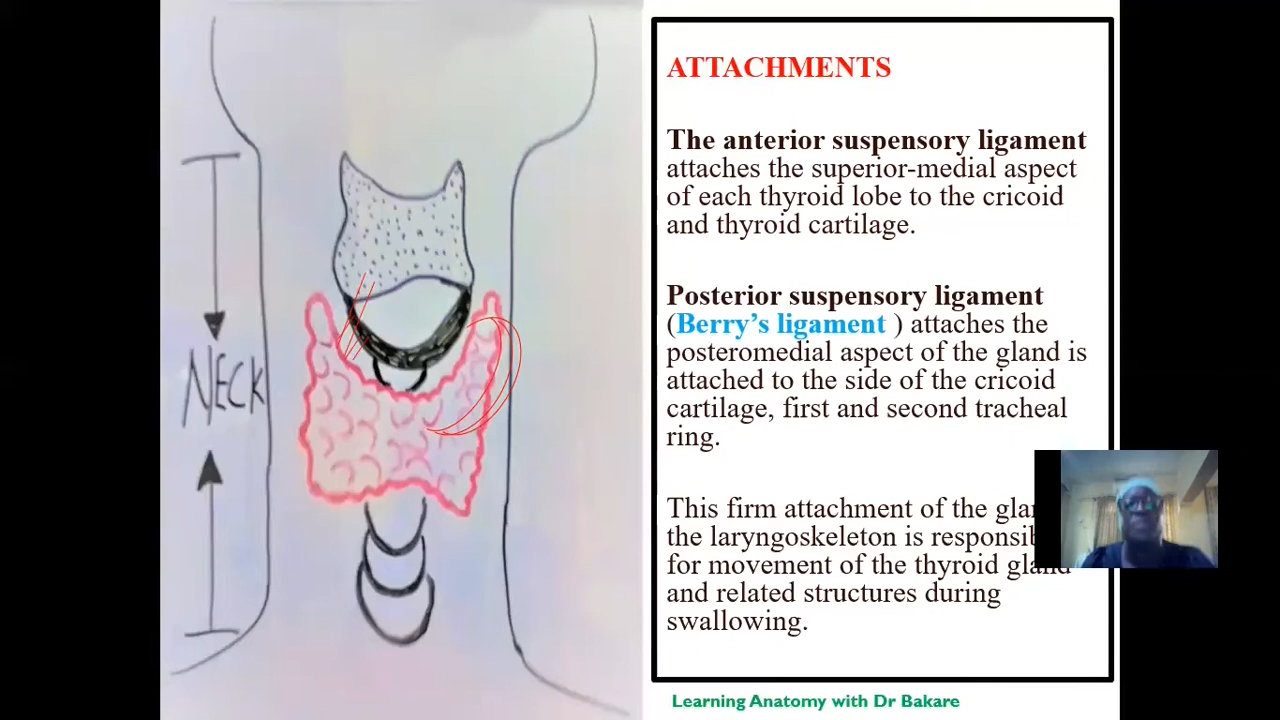 NECK
ATTACHMENTS
The anterior suspensory ligament
attaches the superior-medial aspect
of each thyroid lobe to the cricoid
and thyroid cartilage.
Posterior suspensory ligament
(Berry’s ligament ) attaches the
posteromedial aspect of the gland is
attached to the side of the cricoid
cartilage, first and second tracheal
ring.
This firm attachment of the
the laryngoskeleton is
for movement of the thyroid gland
and related structures during
swallowing.
Learning Anatomy with Dr Bakare